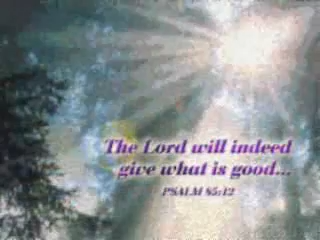 The Lord will indeed
give what is good...
PSALM 85:12